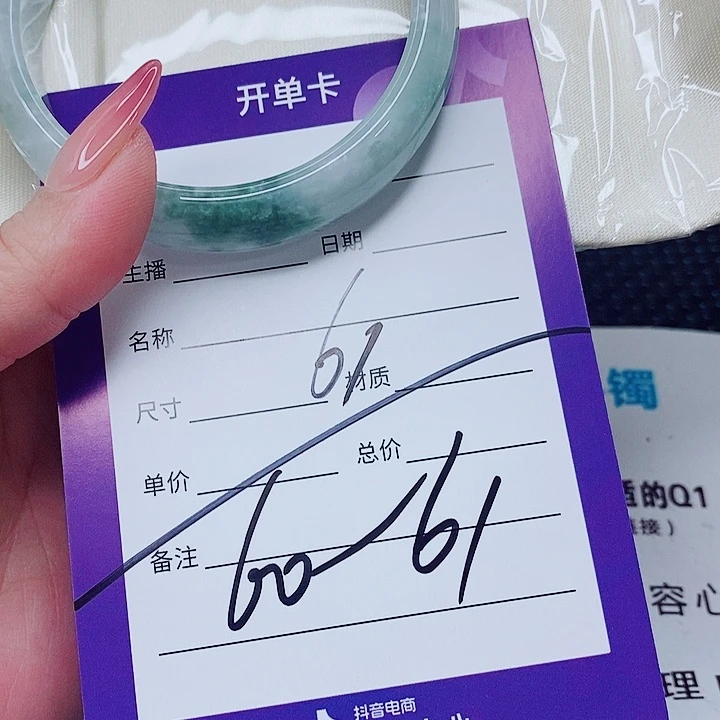 开单卡
主播 日期
名称
61
尺寸 材质
单价 总价
备注 60-61
抖音电商
镯
的Q1
接）
容心
理